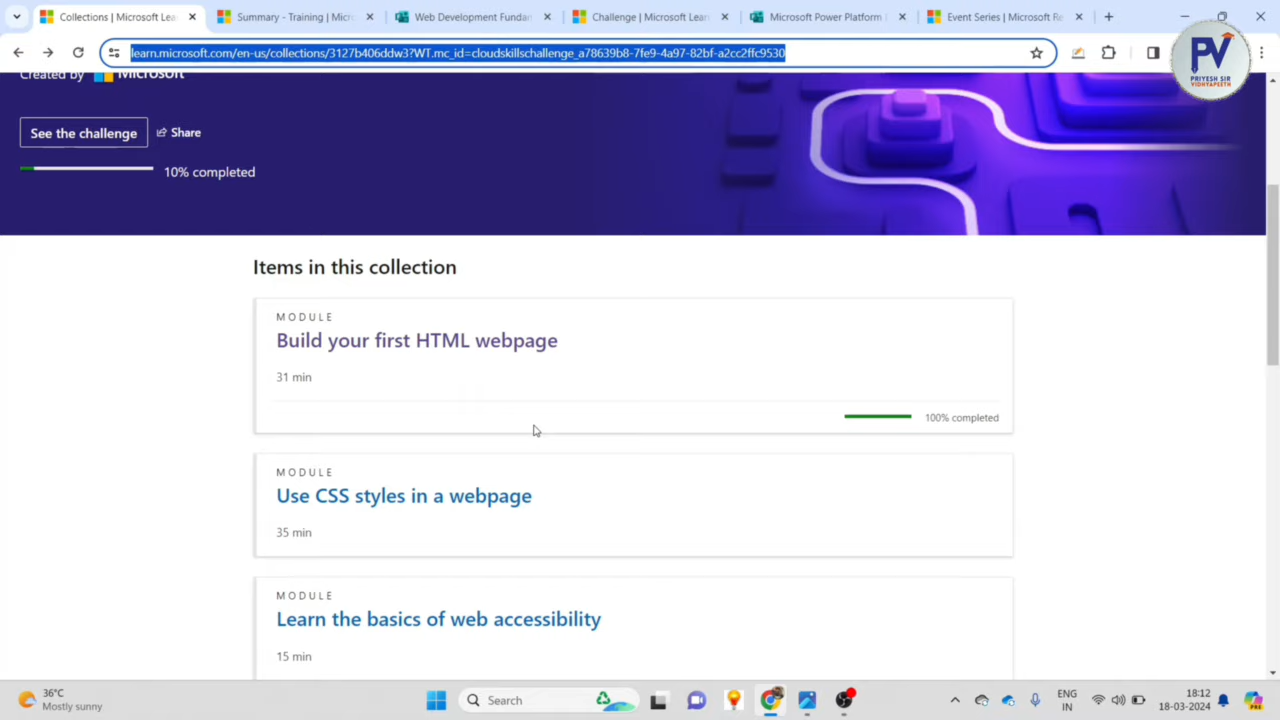 Collections | Microsoft Lea
Summary - Training | Micr
Web Development Fundar
Challenge | Microsoft Learn
Microsoft Power Platform
Event Series | Microsoft Re
learn.microsoft.com/en-us/collections/3127b406ddw3?WT.mc_id=cloudskillschallenge_a78639b8-7fe9-4a97-82bf-a2cc2ffc9530
PV
PRIYESH SIR
VIDHYAPEETH
Created by Microsoft
See the challenge
Share
10% completed
Items in this collection
MODULE
Build your first HTML webpage
31 min
100% completed
MODULE
Use CSS styles in a webpage
35 min
MODULE
Learn the basics of web accessibility
15 min
36°C
Mostly sunny
Search
ENG
IN
18:12
18-03-2024
PRE